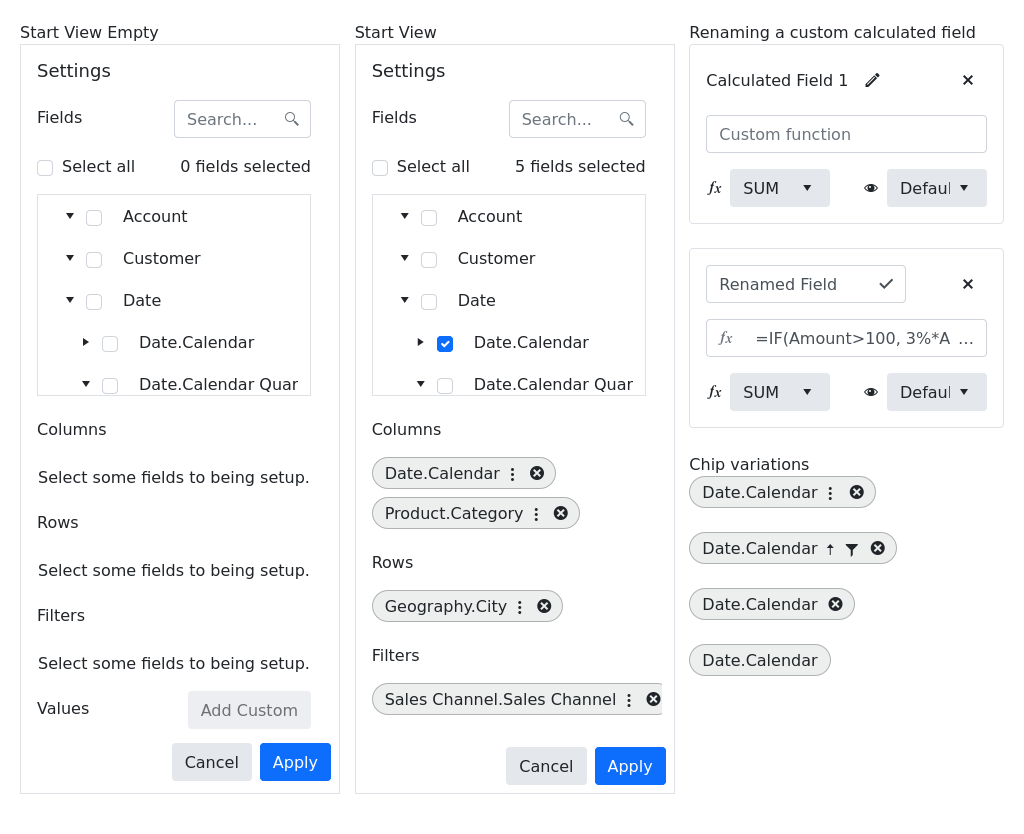 Start View Empty
Settings
Fields
Search...
Select all
0 fields selected
Account
Customer
Date
Date.Calendar
Date.Calendar Quar
Columns
Select some fields to being setup.
Rows
Select some fields to being setup.
Filters
Select some fields to being setup.
Values
Add Custom
Cancel
Apply
Start View
Settings
Fields
Search...
Select all
5 fields selected
Account
Customer
Date
Date.Calendar
Date.Calendar Quar
Columns
Date.Calendar
Product.Category
Rows
Geography.City
Filters
Sales Channel.Sales Channel
Cancel
Apply
Renaming a custom calculated field
Calculated Field 1
Custom function
fx SUM
Defaul
Renamed Field
fx =IF(Amount>100, 3%*A ...
fx SUM
Defaul
Chip variations
Date.Calendar
Date.Calendar
Date.Calendar
Date.Calendar